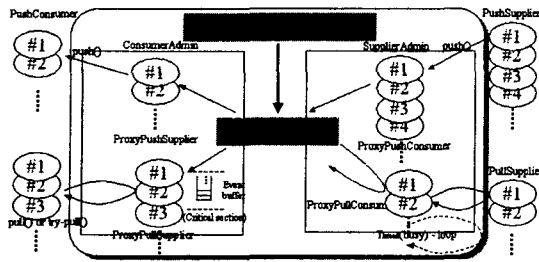 PushConsumer
#1
#2
push()
ConsumerAdmin
#1
#2
ProxyPushSupplier
SupplierAdmin
push()
#1
#2
#3
#4
ProxyPushConsumer
PushSupplier
#1
#2
#3
#4
#1
#2
#3
pull() or try-pull()
#1
#2
#3
ProxyPullSupplier
Event
buffer
(Critical section)
ProxyPullConsum
#1
#2
PullSupplier
#1
#2
(busy) - loop